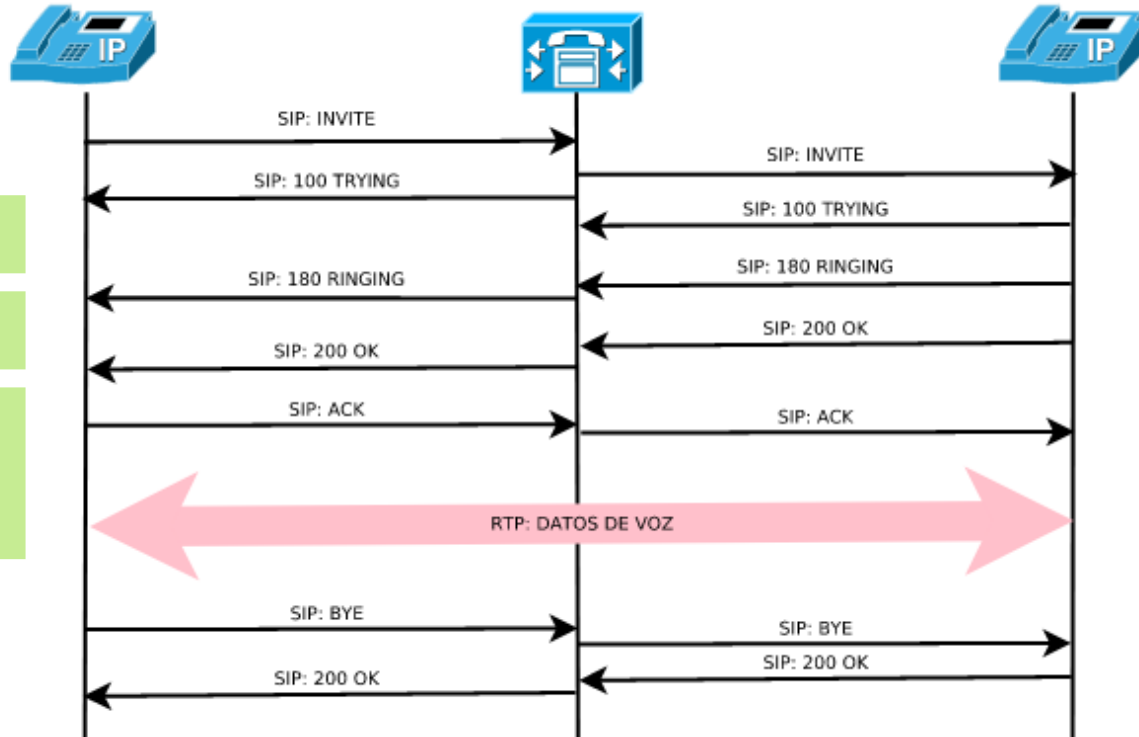 IP
IP
SIP: INVITE
SIP: INVITE
SIP: 100 TRYING
SIP: 100 TRYING
SIP: 180 RINGING
SIP: 180 RINGING
SIP: 200 OK
SIP: 200 OK
SIP: ACK
SIP: ACK
RTP: DATOS DE VOZ
SIP: BYE
SIP: BYE
SIP: 200 OK
SIP: 200 OK